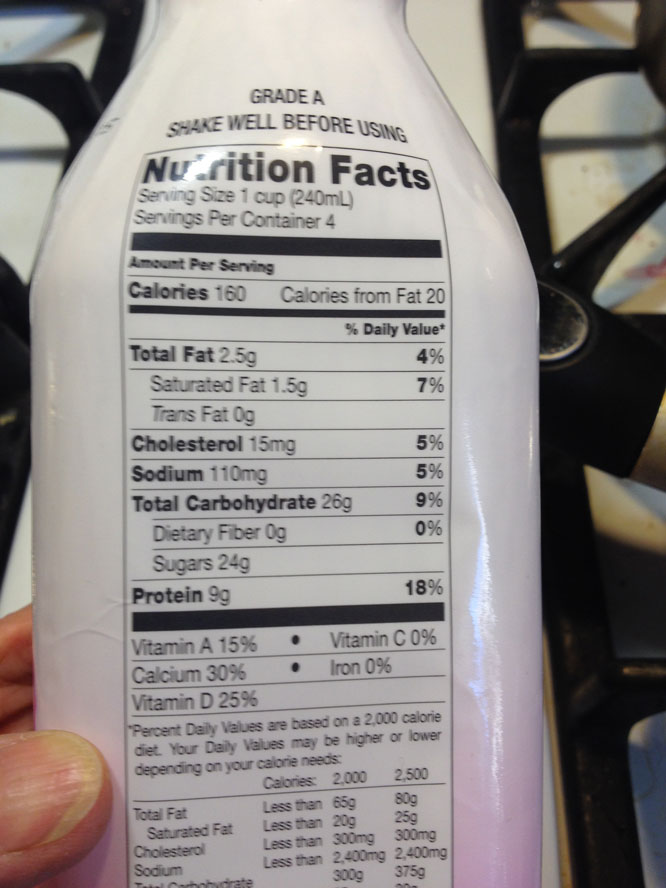 GRADE A
SHAKE WELL BEFORE USING
Nutrition Facts
Serving Size 1 cup (240mL)
Servings Per Container 4
Amount Per Serving
Calories 160 Calories from Fat 20
% Daily Value*
Total Fat 2.5g 4%
Saturated Fat 1.5g 7%
Trans Fat 0g
Cholesterol 15mg 5%
Sodium 110mg 5%
Total Carbohydrate 26g 9%
Dietary Fiber 0g 0%
Sugars 24g
Protein 9g 18%
Vitamin A 15% • Vitamin C 0%
Calcium 30% • Iron 0%
Vitamin D 25%
*Percent Daily Values are based on a 2,000 calorie
diet. Your Daily Values may be higher or lower
depending on your calorie needs:
Calories: 2,000 2,500
Total Fat Less than 65g 80g
Saturated Fat Less than 20g 25g
Cholesterol Less than 300mg 300mg
Sodium Less than 2,400mg 2,400mg
Total Carbohydrate 300g 375g